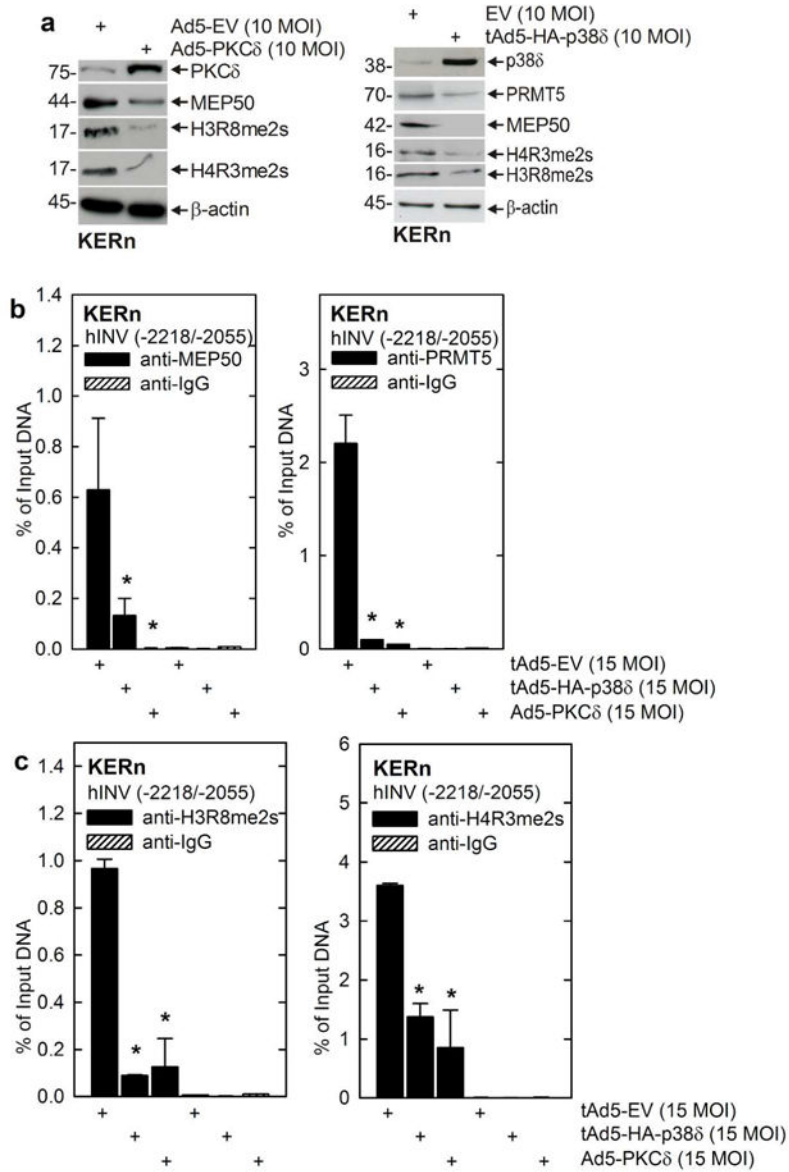 a
+ Ad5-EV (10 MOI)
+ Ad5-PKCδ (10 MOI)
75- PKCδ
44- MEP50
17- H3R8me2s
17- H4R3me2s
45- β-actin
KERn
+ EV (10 MOI)
+ tAd5-HA-p38δ (10 MOI)
38- p38δ
70- PRMT5
42- MEP50
16- H4R3me2s
16- H3R8me2s
45- β-actin
KERn
b
% of Input DNA
1.4
1.2
1.0
0.8
0.6
0.4
0.2
0.0
KERn
hINV (-2218/-2055)
anti-MEP50
anti-IgG
* *
% of Input DNA
3
2
1
0
KERn
hINV (-2218/-2055)
anti-PRMT5
anti-IgG
* *
+ + + + tAd5-EV (15 MOI)
+ + + + tAd5-HA-p38δ (15 MOI)
+ + + + Ad5-PKCδ (15 MOI)
c
% of Input DNA
1.4
1.2
1.0
0.8
0.6
0.4
0.2
0.0
KERn
hINV (-2218/-2055)
anti-H3R8me2s
anti-IgG
* *
% of Input DNA
6
5
4
3
2
1
0
KERn
hINV (-2218/-2055)
anti-H4R3me2s
anti-IgG
* *
+ + + + tAd5-EV (15 MOI)
+ + + + tAd5-HA-p38δ (15 MOI)
+ + + + Ad5-PKCδ (15 MOI)